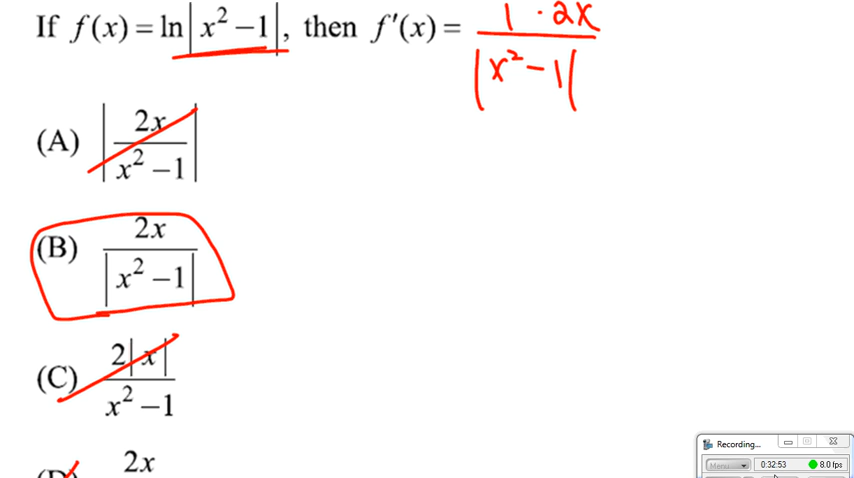 If f(x) = ln|x² − 1|, then f′(x) = 1 · 2x / |x² − 1|
(A) |2x / x² − 1|
(B) 2x / |x² − 1|
(C) 2|x| / x² − 1
(D) 2x
Recording...
Menu 0:32:53 8.0 fps